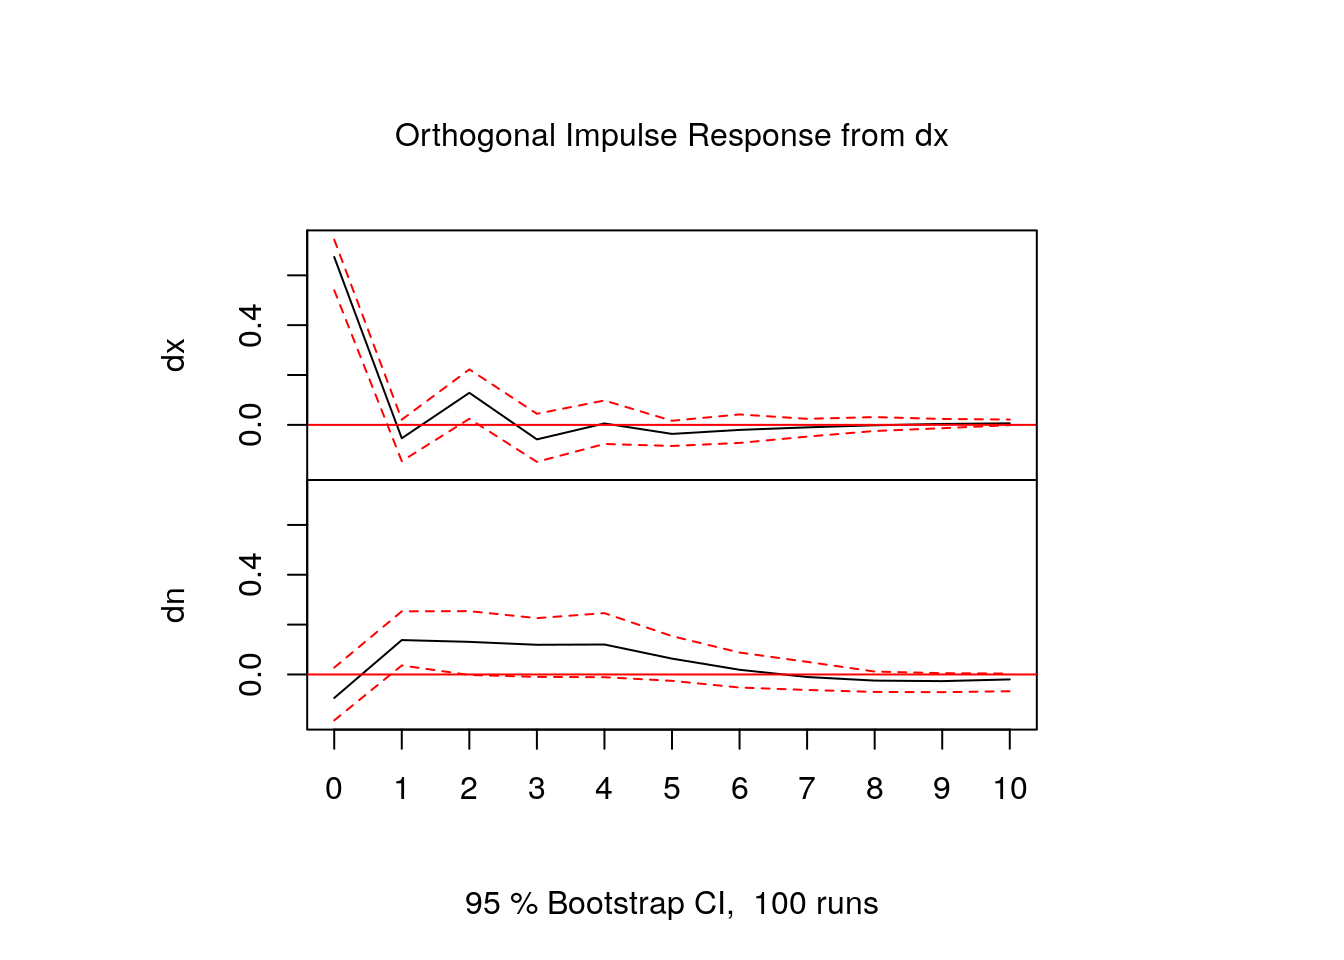 Orthogonal Impulse Response from dx
dx
0.4
0.0
dn
0.4
0.0
0 1 2 3 4 5 6 7 8 9 10
95 % Bootstrap CI,  100 runs